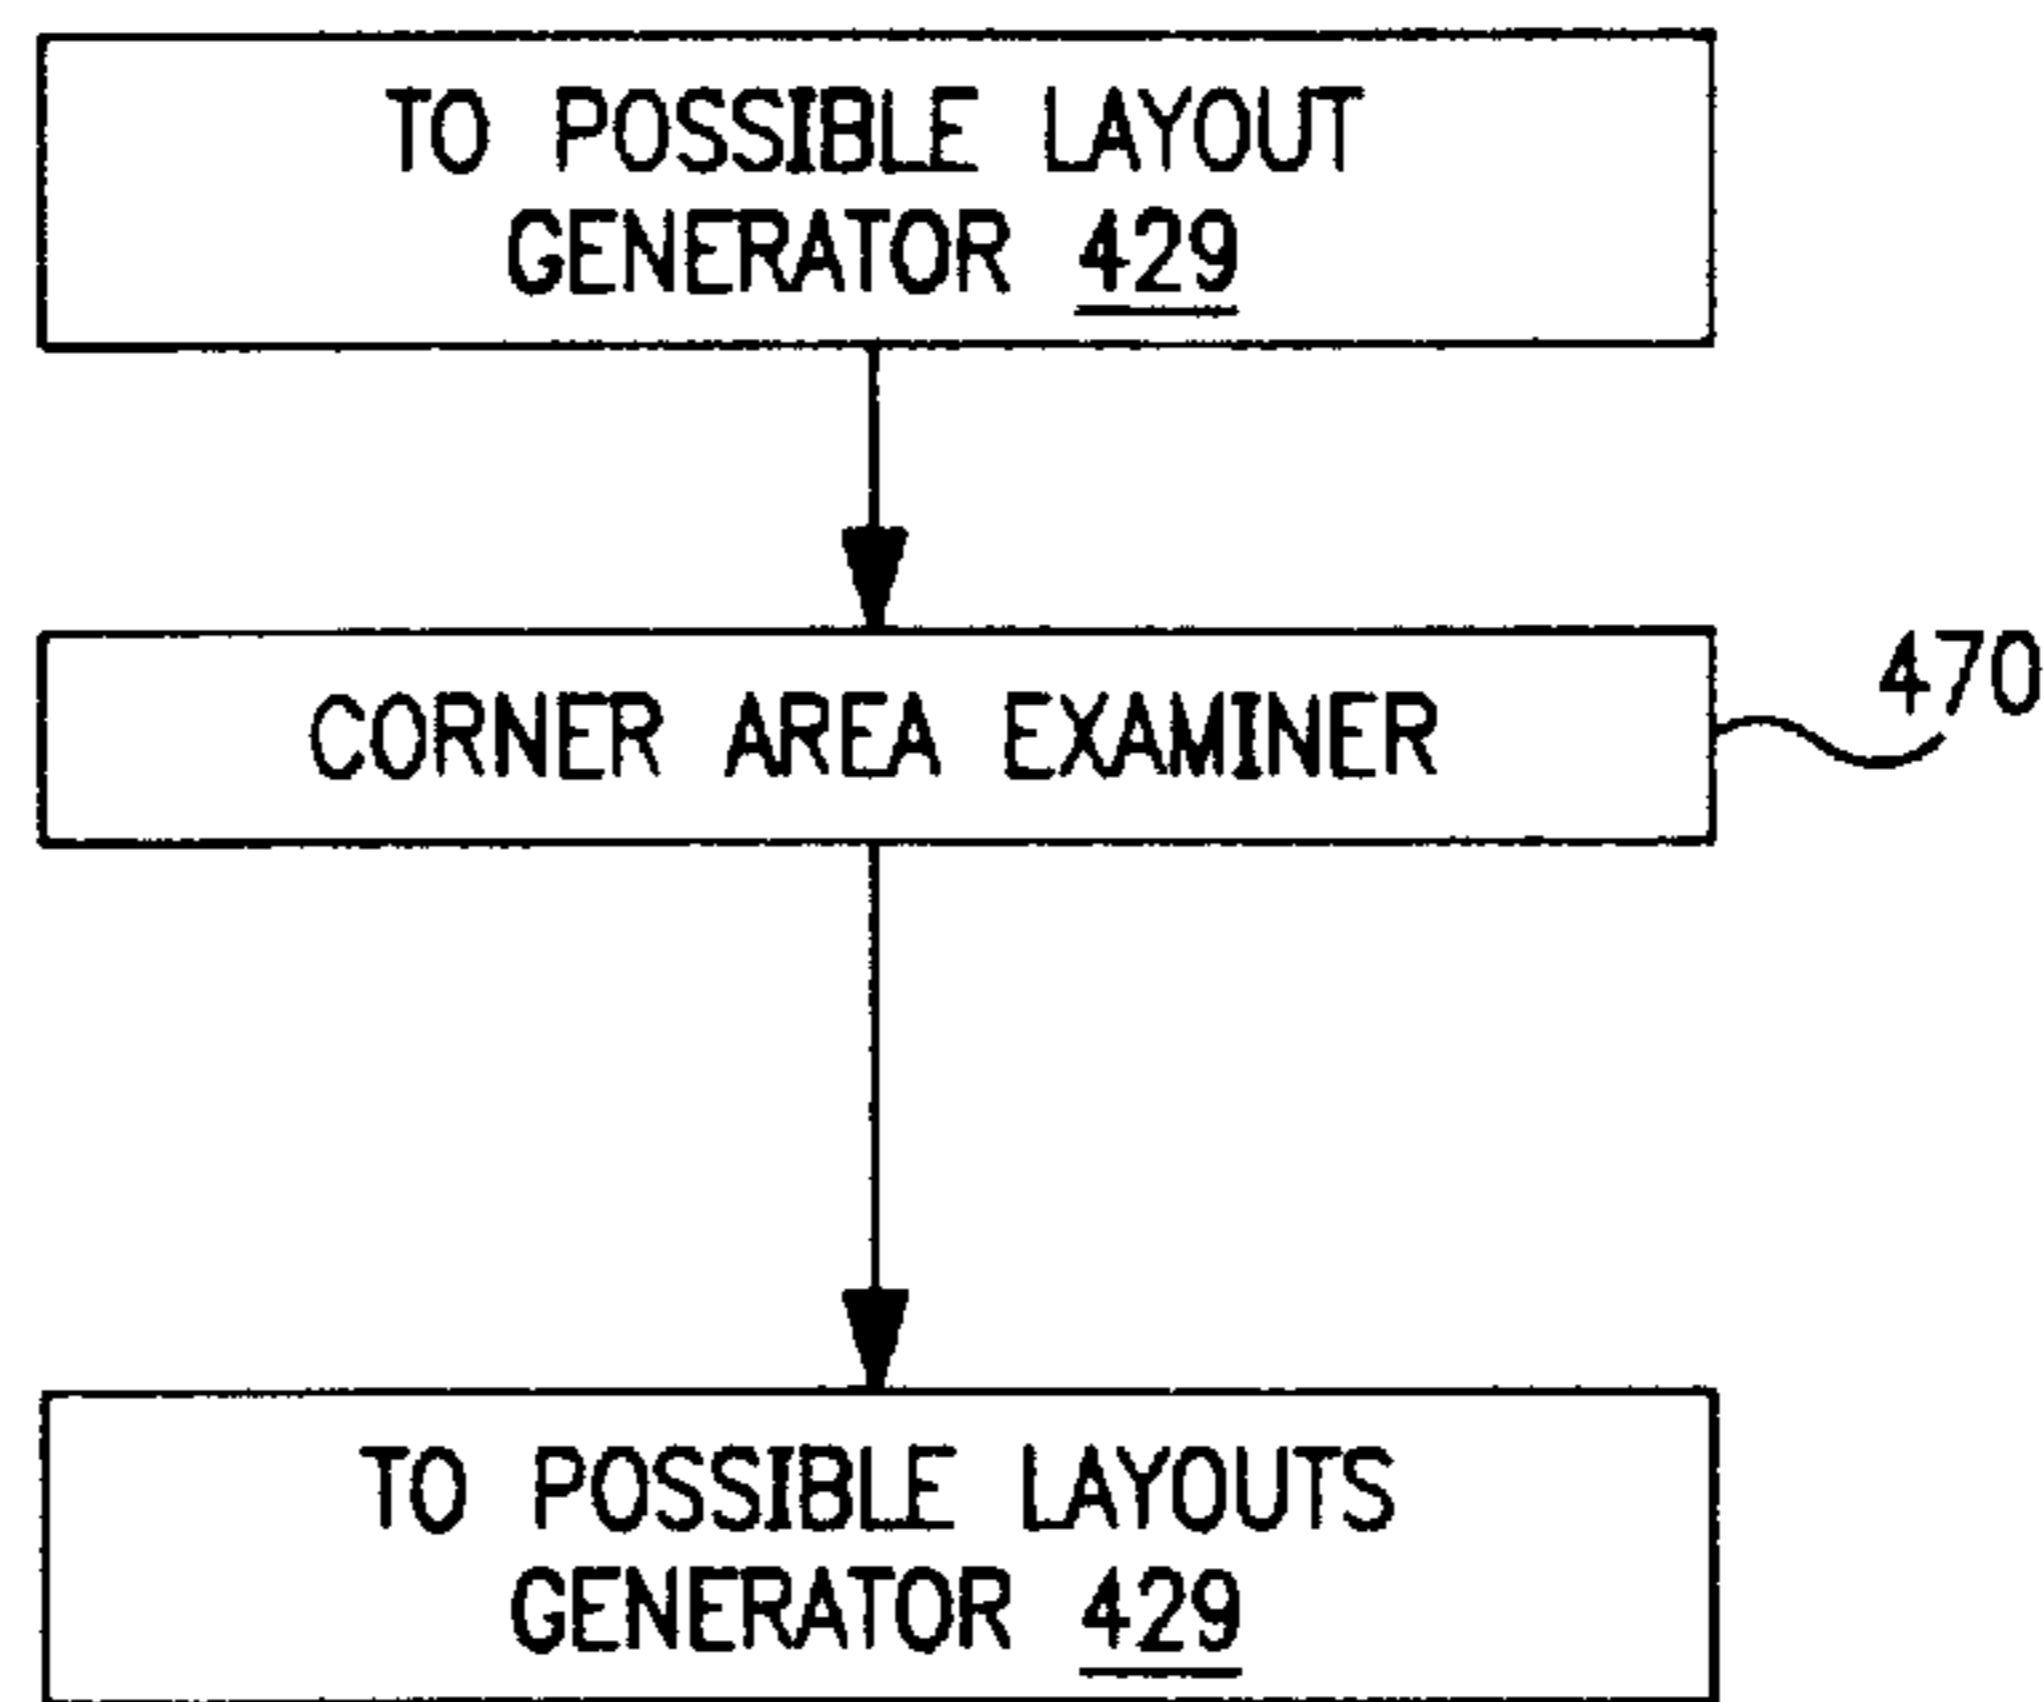 TO POSSIBLE LAYOUT
GENERATOR 429
CORNER AREA EXAMINER
470
TO POSSIBLE LAYOUTS
GENERATOR 429